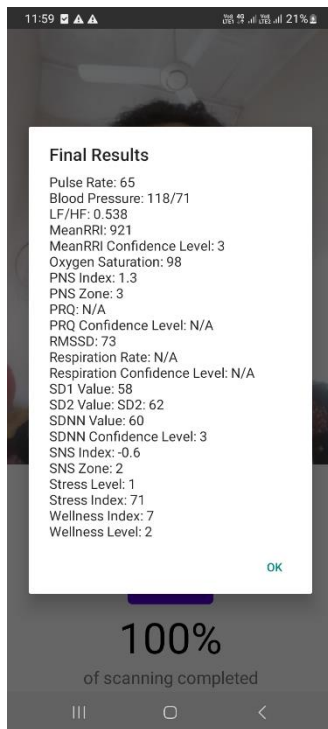 11:59
21%
Final Results
Pulse Rate: 65
Blood Pressure: 118/71
LF/HF: 0.538
MeanRRI: 921
MeanRRI Confidence Level: 3
Oxygen Saturation: 98
PNS Index: 1.3
PNS Zone: 3
PRQ: N/A
PRQ Confidence Level: N/A
RMSSD: 73
Respiration Rate: N/A
Respiration Confidence Level: N/A
SD1 Value: 58
SD2 Value: SD2: 62
SDNN Value: 60
SDNN Confidence Level: 3
SNS Index: -0.6
SNS Zone: 2
Stress Level: 1
Stress Index: 71
Wellness Index: 7
Wellness Level: 2
OK
100%
of scanning completed